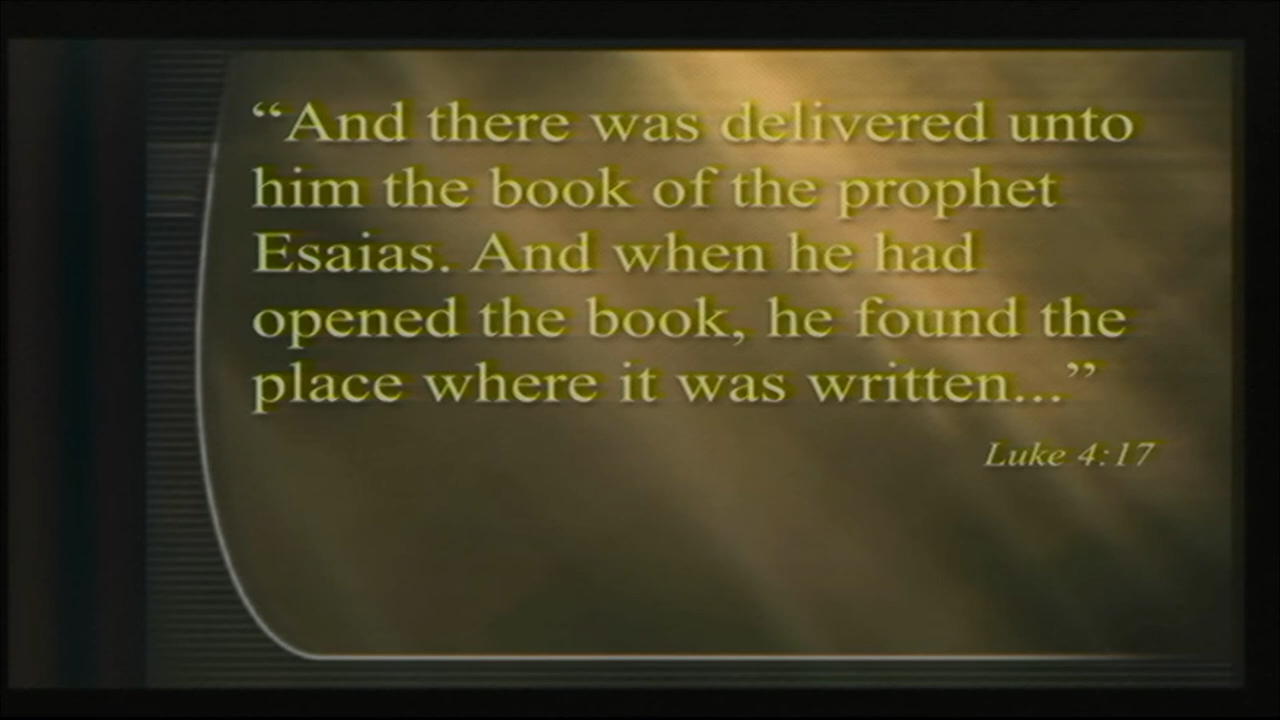 “And there was delivered unto
him the book of the prophet
Esaias. And when he had
opened the book, he found the
place where it was written...”
Luke 4:17